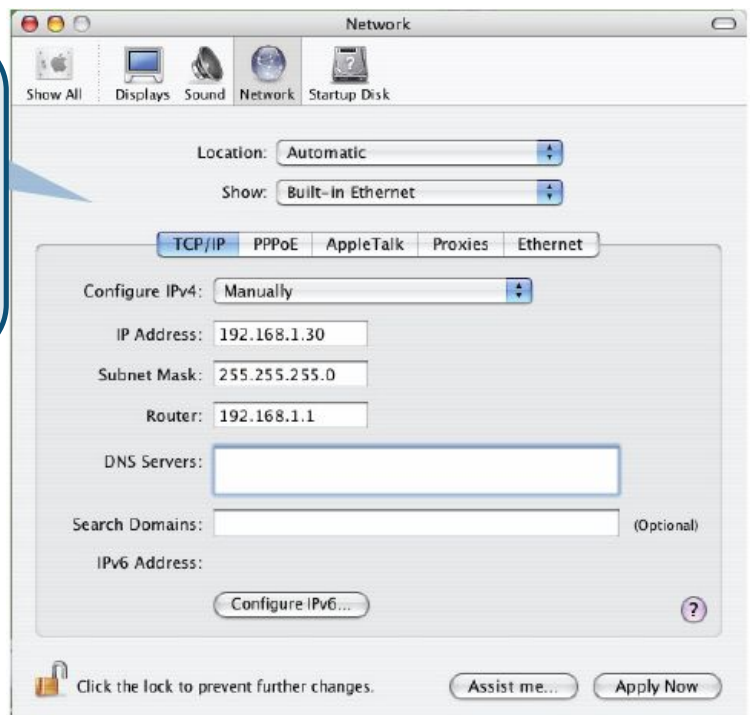 Network
Show All Displays Sound Network Startup Disk
Location: Automatic
Show: Built-in Ethernet
TCP/IP PPPoE AppleTalk Proxies Ethernet
Configure IPv4: Manually
IP Address: 192.168.1.30
Subnet Mask: 255.255.255.0
Router: 192.168.1.1
DNS Servers:
Search Domains: (Optional)
IPv6 Address:
Configure IPv6...
?
Click the lock to prevent further changes. Assist me... Apply Now